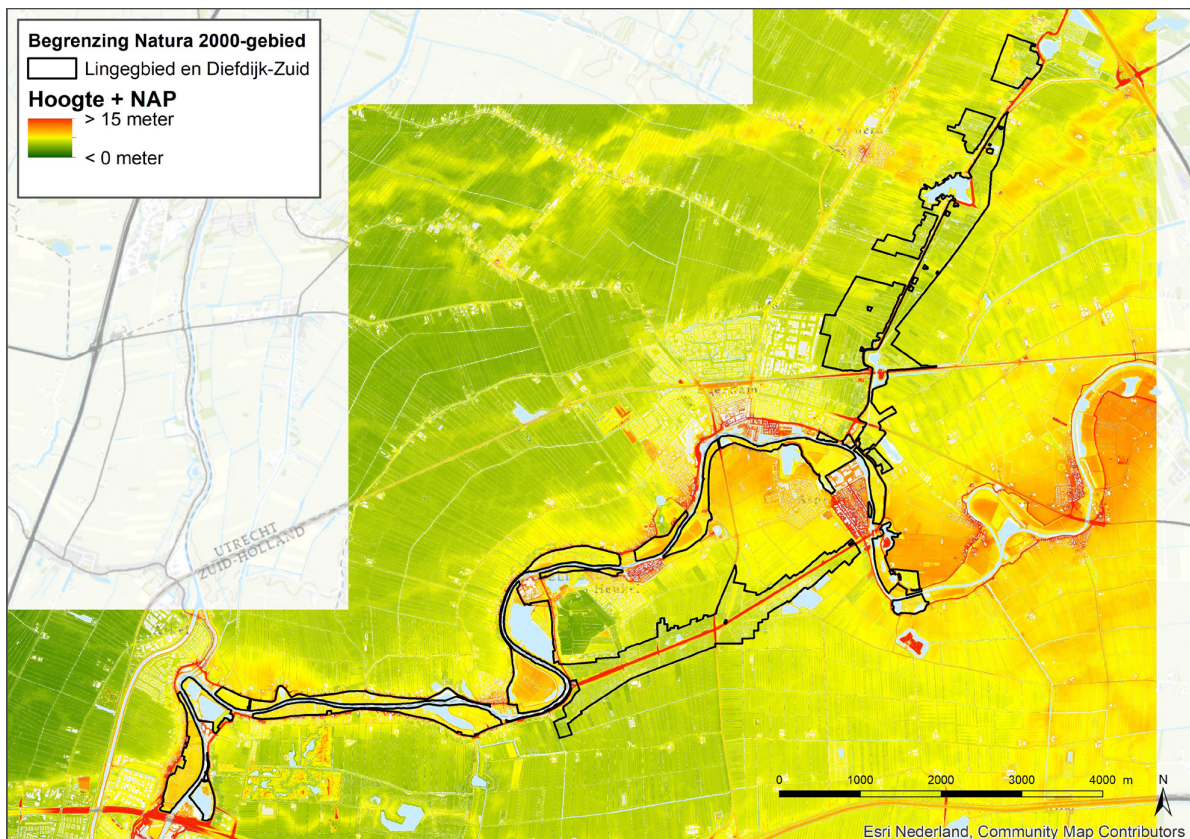 Begrenzing Natura 2000-gebied
Lingegbied en Diefdijk-Zuid
Hoogte + NAP
> 15 meter
< 0 meter
UTRECHT
ZUID-HOLLAND
0 1000 2000 3000 4000 m
N
Esri Nederland, Community Map Contributors